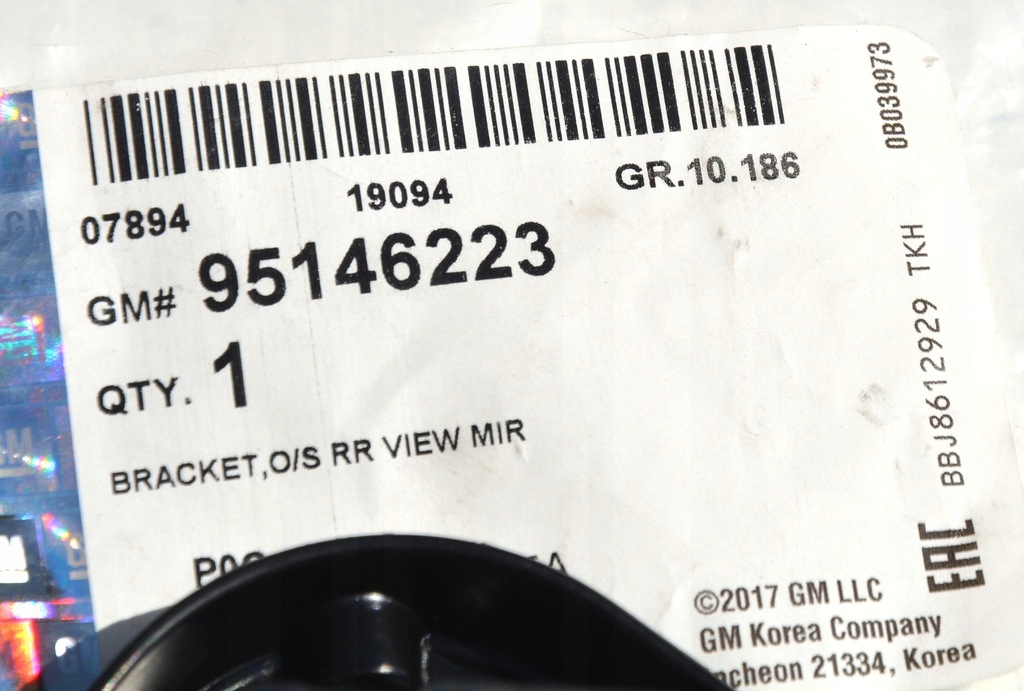 07894 19094 GR.10.186
GM# 95146223
QTY. 1
BRACKET,O/S RR VIEW MIR
©2017 GM LLC
GM Korea Company
21334, Korea
0B039973
BBJ8612929 TKH
EAC
GM